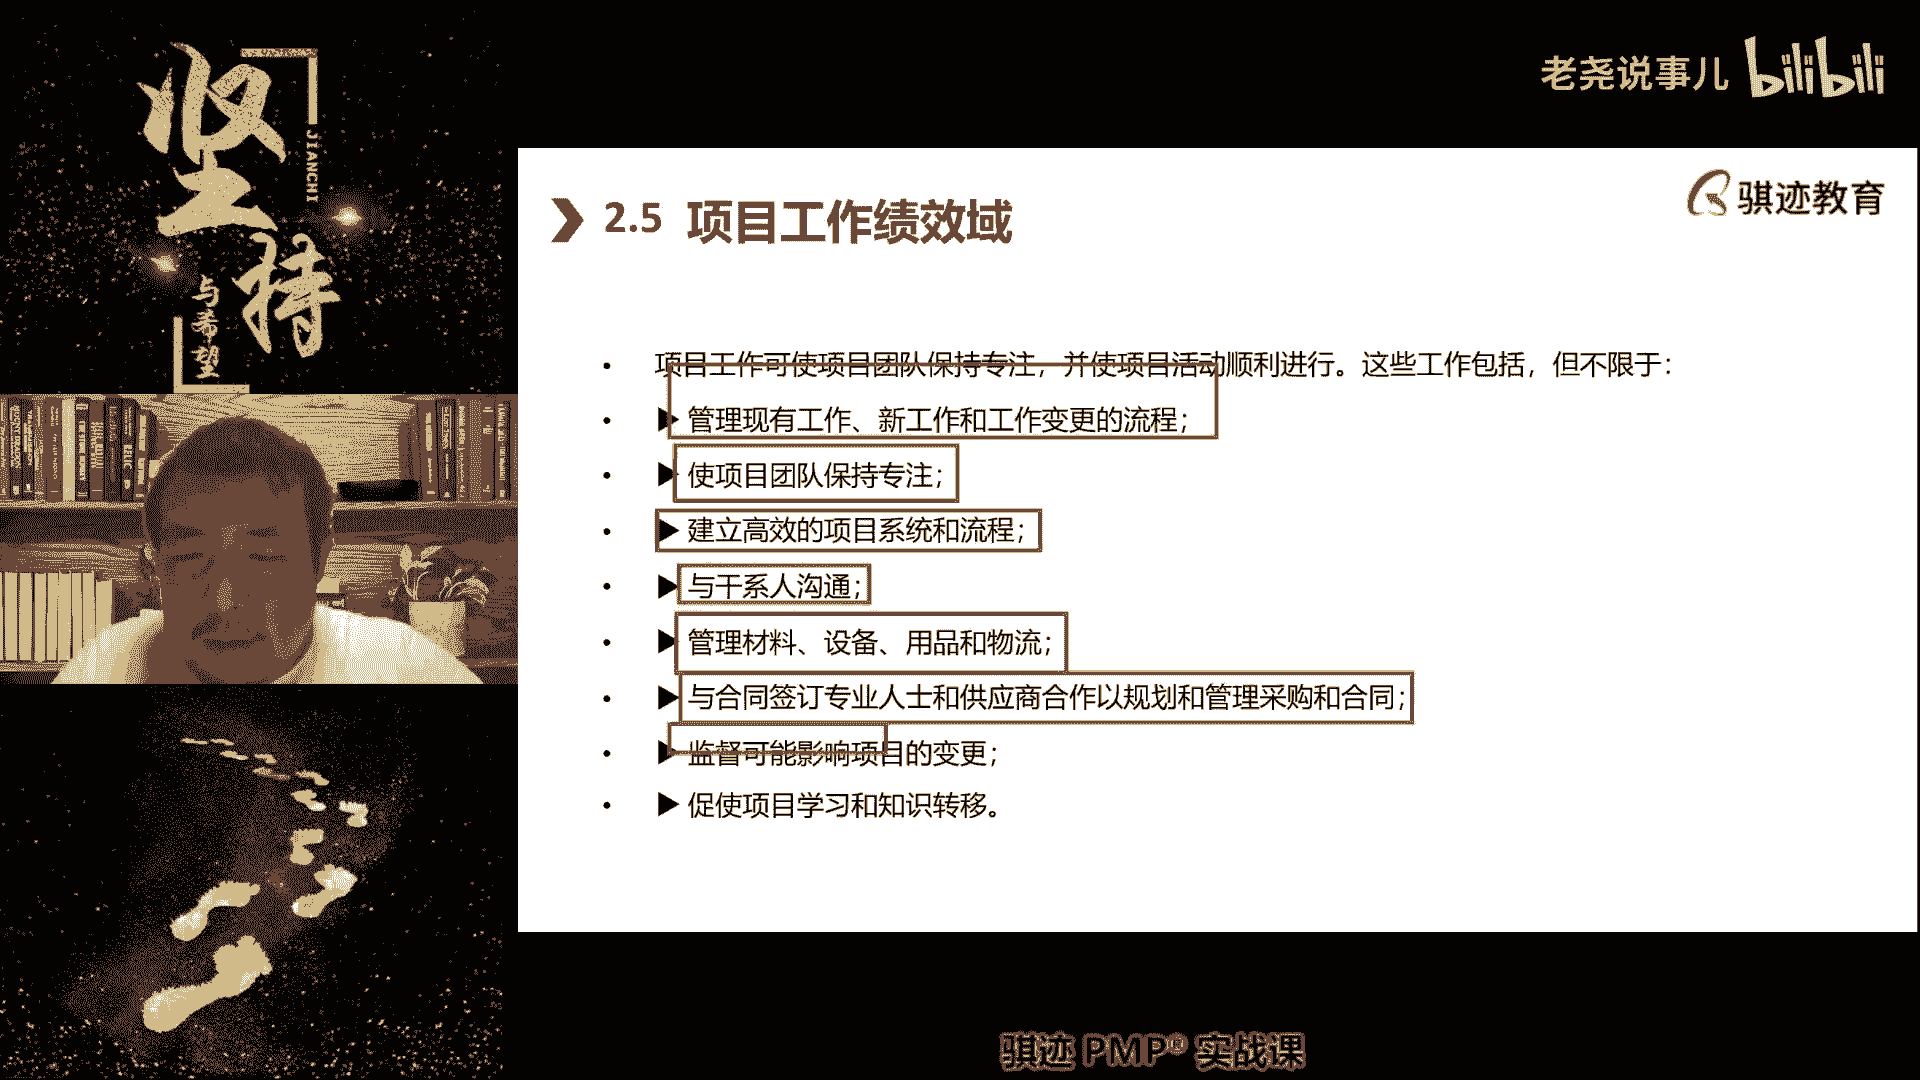 坚持
JIANCHI
与希望
老尧说事儿 bilibili
骐迹教育
2.5 项目工作绩效域
• 项目工作可使项目团队保持专注，并使项目活动顺利进行。这些工作包括，但不限于：
• ▶ 管理现有工作、新工作和工作变更的流程；
• ▶ 使项目团队保持专注；
• ▶ 建立高效的项目系统和流程；
• ▶ 与干系人沟通；
• ▶ 管理材料、设备、用品和物流；
• ▶ 与合同签订专业人士和供应商合作以规划和管理采购和合同；
• ▶ 监督可能影响项目的变更；
• ▶ 促使项目学习和知识转移。
骐迹 PMP® 实战课